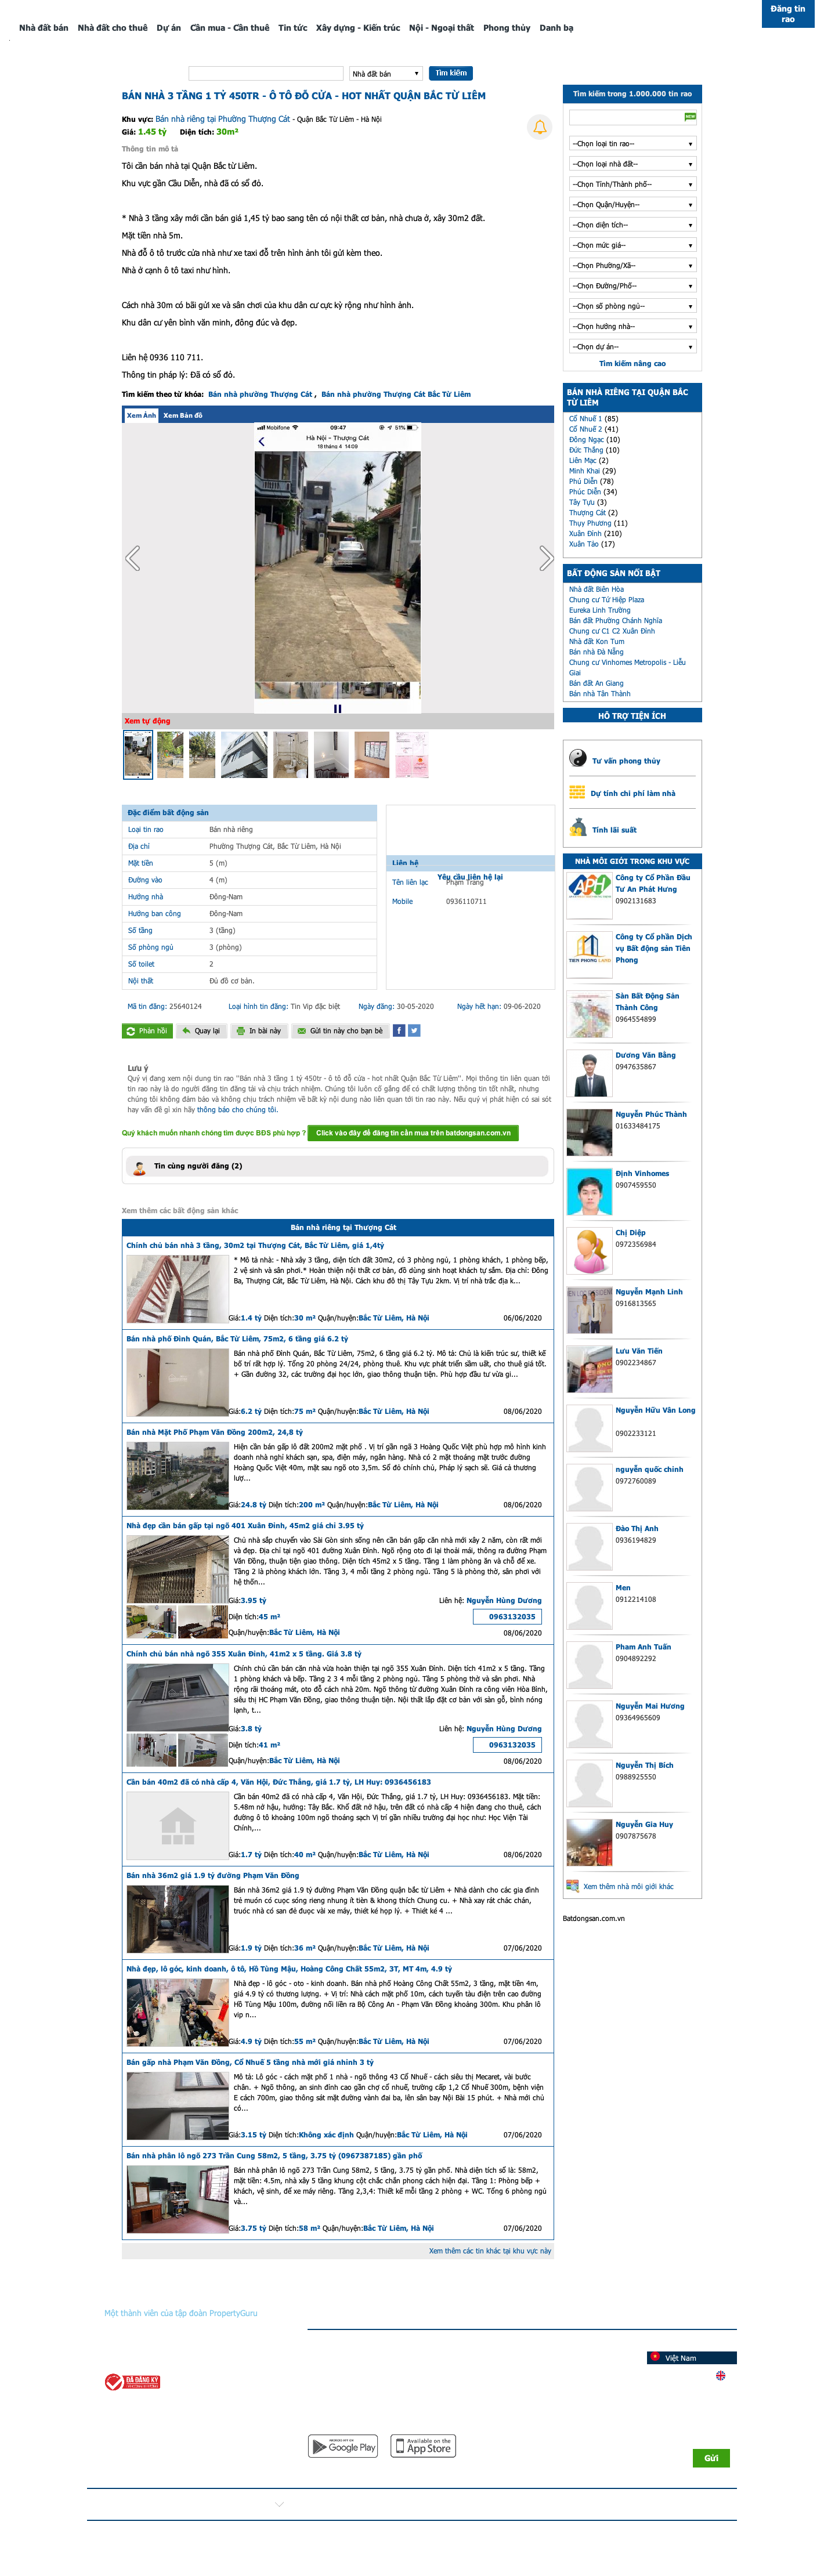 Đăng tin
rao
Nhà đất bán Nhà đất cho thuê Dự án Cần mua - Cần thuê Tin tức Xây dựng - Kiến trúc Nội - Ngoại thất Phong thủy Danh bạ
Nhà đất bán Tìm kiếm
BÁN NHÀ 3 TẦNG 1 TỶ 450TR - Ô TÔ ĐỖ CỬA - HOT NHẤT QUẬN BẮC TỪ LIÊM
Khu vực: Bán nhà riêng tại Phường Thượng Cát - Quận Bắc Từ Liêm - Hà Nội
Giá: 1.45 tỷ Diện tích: 30m²
Thông tin mô tả
Tôi cần bán nhà tại Quận Bắc từ Liêm.
Khu vực gần Cầu Diễn, nhà đã có sổ đỏ.
* Nhà 3 tầng xây mới cần bán giá 1,45 tỷ bao sang tên có nội thất cơ bản, nhà chưa ở, xây 30m2 đất.
Mặt tiền nhà 5m.
Nhà đỗ ô tô trước cửa nhà như xe taxi đỗ trên hình ảnh tôi gửi kèm theo.
Nhà ở cạnh ô tô taxi như hình.
Cách nhà 30m có bãi gửi xe và sân chơi của khu dân cư cực kỳ rộng như hình ảnh.
Khu dân cư yên bình văn minh, đông đúc và đẹp.
Liên hệ 0936 110 711.
Thông tin pháp lý: Đã có sổ đỏ.
Tìm kiếm theo từ khóa: Bán nhà phường Thượng Cát , Bán nhà phường Thượng Cát Bắc Từ Liêm
Xem Ảnh Xem Bản đồ
Mobifone 09:47 51%
Hà Nội - Thượng Cát
18 tháng 4 14:09
Xem tự động
Đặc điểm bất động sản
Loại tin rao Bán nhà riêng
Địa chỉ Phường Thượng Cát, Bắc Từ Liêm, Hà Nội
Mặt tiền 5 (m)
Đường vào 4 (m)
Hướng nhà Đông-Nam
Hướng ban công Đông-Nam
Số tầng 3 (tầng)
Số phòng ngủ 3 (phòng)
Số toilet 2
Nội thất Đủ đồ cơ bản.
Liên hệ
Yêu cầu liên hệ lại
Tên liên lạc Phạm Trang
Mobile 0936110711
Mã tin đăng: 25640124 Loại hình tin đăng: Tin Vip đặc biệt Ngày đăng: 30-05-2020 Ngày hết hạn: 09-06-2020
Phản hồi Quay lại In bài này Gửi tin này cho bạn bè
Lưu ý
Quý vị đang xem nội dung tin rao "Bán nhà 3 tầng 1 tỷ 450tr - ô tô đỗ cửa - hot nhất Quận Bắc Từ Liêm". Mọi thông tin liên quan tới
tin rao này là do người đăng tin đăng tải và chịu trách nhiệm. Chúng tôi luôn cố gắng để có chất lượng thông tin tốt nhất, nhưng
chúng tôi không đảm bảo và không chịu trách nhiệm về bất kỳ nội dung nào liên quan tới tin rao này. Nếu quý vị phát hiện có sai sót
hay vấn đề gì xin hãy thông báo cho chúng tôi.
Quý khách muốn nhanh chóng tìm được BĐS phù hợp ? Click vào đây để đăng tin cần mua trên batdongsan.com.vn
Tin cùng người đăng (2)
Xem thêm các bất động sản khác
Bán nhà riêng tại Thượng Cát
Chính chủ bán nhà 3 tầng, 30m2 tại Thượng Cát, Bắc Từ Liêm, giá 1,4tỷ
* Mô tả nhà: - Nhà xây 3 tầng, diện tích đất 30m2, có 3 phòng ngủ, 1 phòng khách, 1 phòng bếp,
2 vệ sinh và sân phơi.* Hoàn thiện nội thất cơ bản, đồ dùng sinh hoạt khách tự sắm. Địa chỉ: Đông
Ba, Thượng Cát, Bắc Từ Liêm, Hà Nội. Cách khu đô thị Tây Tựu 2km. Vị trí nhà trắc địa k...
Giá:1.4 tỷ Diện tích:30 m² Quận/huyện:Bắc Từ Liêm, Hà Nội 06/06/2020
Bán nhà phố Đình Quán, Bắc Từ Liêm, 75m2, 6 tầng giá 6.2 tỷ
Bán nhà phố Đình Quán, Bắc Từ Liêm, 75m2, 6 tầng giá 6.2 tỷ. Mô tả: Chủ là kiến trúc sư, thiết kế
bố trí rất hợp lý. Tổng 20 phòng 24/24, phòng thuê. Khu vực phát triển sầm uất, cho thuê giá tốt.
+ Gần đường 32, các trường đại học lớn, giao thông thuận tiện. Phù hợp đầu tư vừa gi...
Giá:6.2 tỷ Diện tích:75 m² Quận/huyện:Bắc Từ Liêm, Hà Nội 08/06/2020
Bán nhà Mặt Phố Phạm Văn Đồng 200m2, 24,8 tỷ
Hiện cần bán gấp lô đất 200m2 mặt phố . Vị trí gần ngã 3 Hoàng Quốc Việt phù hợp mô hình kinh
doanh nhà nghỉ khách sạn, spa, điện máy, ngân hàng. Nhà có 2 mặt thoáng mặt trước đường
Hoàng Quốc Việt 40m, mặt sau ngõ oto 3,5m. Sổ đỏ chính chủ, Pháp lý sạch sẽ. Giá cả thương
lượ...
Giá:24.8 tỷ Diện tích:200 m² Quận/huyện:Bắc Từ Liêm, Hà Nội 08/06/2020
Nhà đẹp cần bán gấp tại ngõ 401 Xuân Đỉnh, 45m2 giá chỉ 3.95 tỷ
Chủ nhà sắp chuyển vào Sài Gòn sinh sống nên cần bán gấp căn nhà mới xây 2 năm, còn rất mới
và đẹp. Địa chỉ tại ngõ 401 đường Xuân Đỉnh. Ngõ rộng oto đi lại thoải mái, thông ra đường Phạm
Văn Đồng, thuận tiện giao thông. Diện tích 45m2 x 5 tầng. Tầng 1 làm phòng ăn và chỗ để xe.
Tầng 2 là phòng khách lớn. Tầng 3, 4 mỗi tầng 2 phòng ngủ. Tầng 5 là phòng thờ, sân phơi với
hệ thốn...
Giá:3.95 tỷ Liên hệ: Nguyễn Hùng Dương
Diện tích:45 m² 0963132035
Quận/huyện:Bắc Từ Liêm, Hà Nội 08/06/2020
Chính chủ bán nhà ngõ 355 Xuân Đỉnh, 41m2 x 5 tầng. Giá 3.8 tỷ
Chính chủ cần bán căn nhà vừa hoàn thiện tại ngõ 355 Xuân Đỉnh. Diện tích 41m2 x 5 tầng. Tầng
1 phòng khách và bếp. Tầng 2 3 4 mỗi tầng 2 phòng ngủ. Tầng 5 phòng thờ và sân phơi. Nhà
rộng rãi thoáng mát, oto đỗ cách nhà 20m. Ngõ thông từ đường Xuân Đỉnh ra công viên Hòa Bình,
siêu thị HC Phạm Văn Đồng, giao thông thuận tiện. Nội thất lắp đặt cơ bản với sàn gỗ, bình nóng
lạnh, t...
Giá:3.8 tỷ Liên hệ: Nguyễn Hùng Dương
Diện tích:41 m² 0963132035
Quận/huyện:Bắc Từ Liêm, Hà Nội 08/06/2020
Cần bán 40m2 đã có nhà cấp 4, Văn Hội, Đức Thắng, giá 1.7 tỷ, LH Huy: 0936456183
Cần bán 40m2 đã có nhà cấp 4, Văn Hội, Đức Thắng, giá 1.7 tỷ, LH Huy: 0936456183. Mặt tiền:
5.48m nở hậu, hướng: Tây Bắc. Khổ đất nở hậu, trên đất có nhà cấp 4 hiện đang cho thuê, cách
đường ô tô khoảng 100m ngõ thoáng sạch Vị trí gần nhiều trường đại học như: Học Viện Tài
Chính,...
Giá:1.7 tỷ Diện tích:40 m² Quận/huyện:Bắc Từ Liêm, Hà Nội 08/06/2020
Bán nhà 36m2 giá 1.9 tỷ đường Phạm Văn Đồng
Bán nhà 36m2 giá 1.9 tỷ đường Phạm Văn Đồng quận bắc từ Liêm + Nhà dành cho các gia đình
trẻ muốn có cuọc sóng rieng nhung ít tièn & khong thích Chung cu. + Nhà xay rát chác chán,
truóc nhà có san dẻ đuọc vài xe máy, thiét ké họp lý. + Thiét ké 4 ...
Giá:1.9 tỷ Diện tích:36 m² Quận/huyện:Bắc Từ Liêm, Hà Nội 07/06/2020
Nhà đẹp, lô góc, kinh doanh, ô tô, Hồ Tùng Mậu, Hoàng Công Chất 55m2, 3T, MT 4m, 4.9 tỷ
Nhà đẹp - lô góc - oto - kinh doanh. Bán nhà phố Hoàng Công Chất 55m2, 3 tầng, mặt tiền 4m,
giá 4.9 tỷ có thương lượng. + Vị trí: Nhà cách mặt phố 10m, cách tuyến tàu điện trên cao đường
Hồ Tùng Mậu 100m, đường nối liền ra Bộ Công An - Phạm Văn Đồng khoảng 300m. Khu phân lô
vip n...
Giá:4.9 tỷ Diện tích:55 m² Quận/huyện:Bắc Từ Liêm, Hà Nội 07/06/2020
Bán gấp nhà Phạm Văn Đồng, Cổ Nhuế 5 tầng nhà mới giá nhỉnh 3 tỷ
Mô tả: Lô góc - cách mặt phố 1 nhà - ngõ thông 43 Cổ Nhuế - cách siêu thị Mecaret, vài bước
chân. + Ngõ thông, an sinh đỉnh cao gần chợ cổ nhuế, trường cấp 1,2 Cổ Nhuế 300m, bệnh viện
E cách 700m, giao thông sát mặt đường vành đai ba, lên sân bay Nội Bài 15 phút. + Nhà mới chủ
có...
Giá:3.15 tỷ Diện tích:Không xác định Quận/huyện:Bắc Từ Liêm, Hà Nội 07/06/2020
Bán nhà phân lô ngõ 273 Trần Cung 58m2, 5 tầng, 3.75 tỷ (0967387185) gần phố
Bán nhà phân lô ngõ 273 Trần Cung 58m2, 5 tầng, 3.75 tỷ gần phố. Nhà diện tích sổ là: 58m2,
mặt tiền: 4.5m, nhà xây 5 tầng khung cột chắc chắn phong cách hiện đại. Tầng 1: Phòng bếp +
khách, vệ sinh, để xe máy riêng. Tầng 2,3,4: Thiết kế mỗi tầng 2 phòng + WC. Tổng 6 phòng ngủ
và...
Giá:3.75 tỷ Diện tích:58 m² Quận/huyện:Bắc Từ Liêm, Hà Nội 07/06/2020
Xem thêm các tin khác tại khu vực này
Tìm kiếm trong 1.000.000 tin rao
NEW
--Chọn loại tin rao--
--Chọn loại nhà đất--
--Chọn Tỉnh/Thành phố--
--Chọn Quận/Huyện--
--Chọn diện tích--
--Chọn mức giá--
--Chọn Phường/Xã--
--Chọn Đường/Phố--
--Chọn số phòng ngủ--
--Chọn hướng nhà--
--Chọn dự án--
Tìm kiếm nâng cao
BÁN NHÀ RIÊNG TẠI QUẬN BẮC
TỪ LIÊM
Cổ Nhuế 1 (85)
Cổ Nhuế 2 (41)
Đông Ngạc (10)
Đức Thắng (10)
Liên Mạc (2)
Minh Khai (29)
Phú Diễn (78)
Phúc Diễn (34)
Tây Tựu (3)
Thượng Cát (2)
Thụy Phương (11)
Xuân Đỉnh (210)
Xuân Tảo (17)
BẤT ĐỘNG SẢN NỔI BẬT
Nhà đất Biên Hòa
Chung cư Tứ Hiệp Plaza
Eureka Linh Trường
Bán đất Phường Chánh Nghĩa
Chung cư C1 C2 Xuân Đỉnh
Nhà đất Kon Tum
Bán nhà Đà Nẵng
Chung cư Vinhomes Metropolis - Liễu
Giai
Bán đất An Giang
Bán nhà Tân Thành
HỖ TRỢ TIỆN ÍCH
Tư vấn phong thủy
Dự tính chi phí làm nhà
Tính lãi suất
NHÀ MÔI GIỚI TRONG KHU VỰC
APH
Công ty Cổ Phần Đầu
Tư An Phát Hưng
0902131683
TIEN PHONG LAND
Công ty Cổ phần Dịch
vụ Bất động sản Tiên
Phong
Sàn Bất Động Sản
Thành Công
0964554899
Dương Văn Bằng
0947635867
Nguyễn Phúc Thành
01633484175
Định Vinhomes
0907459550
Chị Diệp
0972356984
Nguyễn Mạnh Linh
0916813565
Lưu Văn Tiến
0902234867
Nguyễn Hữu Văn Long
0902233121
nguyễn quốc chinh
0972760089
Đào Thị Anh
0936194829
Men
0912214108
Pham Anh Tuấn
0904892292
Nguyễn Mai Hương
09364965609
Nguyễn Thị Bích
0988925550
Nguyễn Gia Huy
0907875678
Xem thêm nhà môi giới khác
Batdongsan.com.vn
Một thành viên của tập đoàn PropertyGuru
Việt Nam
ĐÃ ĐĂNG KÝ
Google Play
Available on the
App Store
Gửi